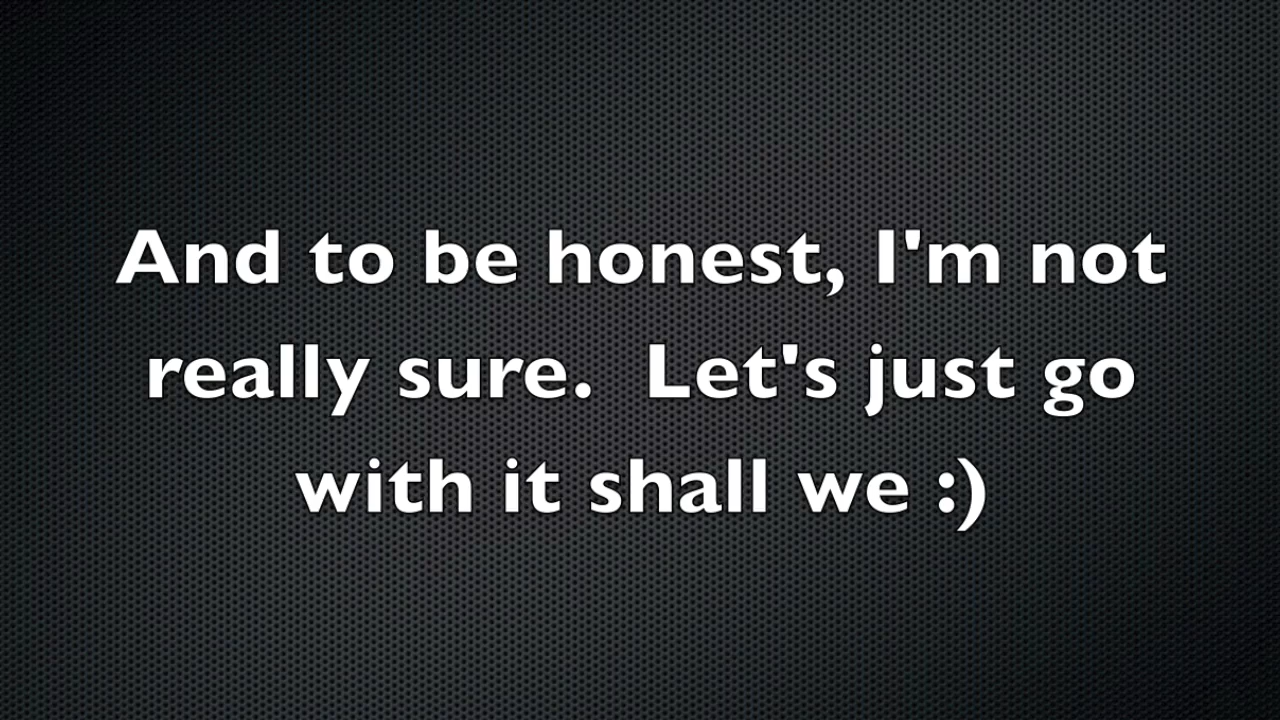 And to be honest, I'm not
really sure.  Let's just go
with it shall we :)